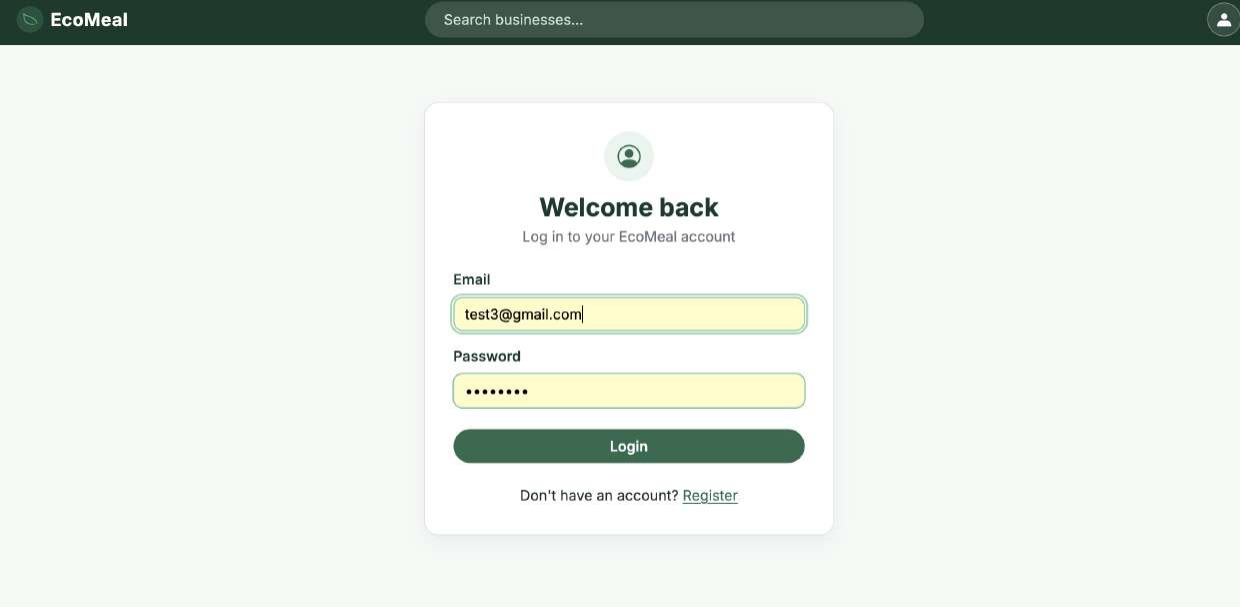 EcoMeal
Search businesses...
Welcome back
Log in to your EcoMeal account
Email
test3@gmail.com
Password
••••••••
Login
Don't have an account? Register